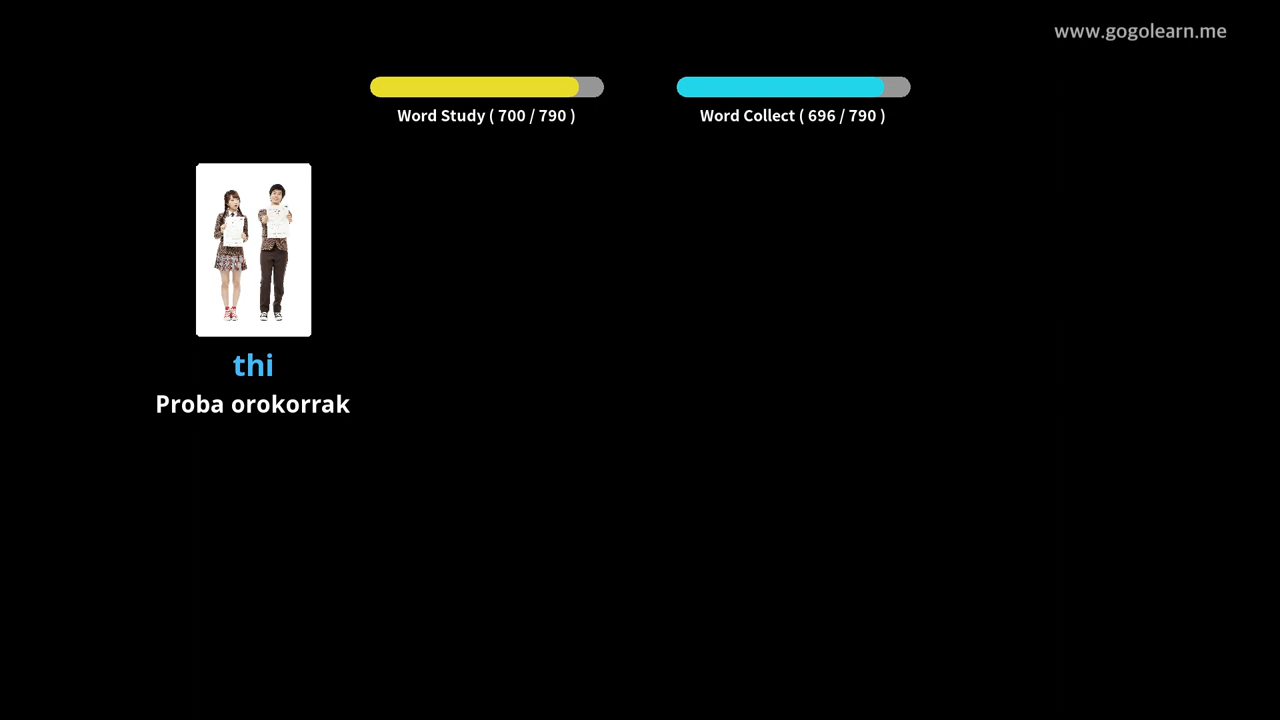 www.gogolearn.me
Word Study ( 700 / 790 )
Word Collect ( 696 / 790 )
thi
Proba orokorrak